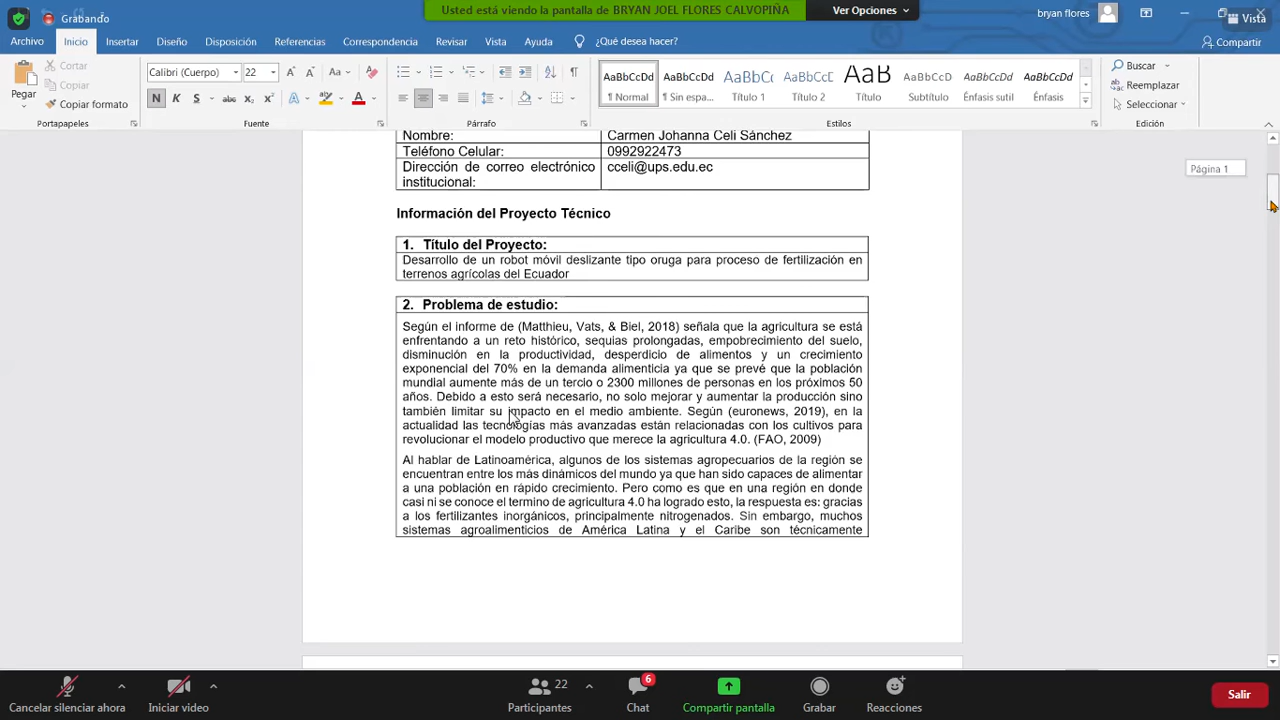 Grabando
Usted está viendo la pantalla de BRYAN JOEL FLORES CALVOPIÑA
Ver Opciones
bryan flores
Vista
Archivo
Inicio
Insertar
Diseño
Disposición
Referencias
Correspondencia
Revisar
Vista
Ayuda
¿Qué desea hacer?
Compartir
Pegar
Cortar
Copiar
Copiar formato
Portapapeles
Calibri (Cuerpo)
22
Fuente
Párrafo
AaBbCcDd
¶ Normal
AaBbCcDd
¶ Sin espa...
AaBbCc
Título 1
AaBbCcD
Título 2
AaB
Título
AaBbCcD
Subtítulo
AaBbCcDd
Énfasis sutil
AaBbCcDd
Énfasis
Estilos
Buscar
Reemplazar
Seleccionar
Edición
Página 1
Nombre: Carmen Johanna Celi Sánchez
Teléfono Celular: 0992922473
Dirección de correo electrónico cceli@ups.edu.ec
institucional:
Información del Proyecto Técnico
1. Título del Proyecto:
Desarrollo de un robot móvil deslizante tipo oruga para proceso de fertilización en
terrenos agrícolas del Ecuador
2. Problema de estudio:
Según el informe de (Matthieu, Vats, & Biel, 2018) señala que la agricultura se está
enfrentando a un reto histórico, sequias prolongadas, empobrecimiento del suelo,
disminución en la productividad, desperdicio de alimentos y un crecimiento
exponencial del 70% en la demanda alimenticia ya que se prevé que la población
mundial aumente más de un tercio o 2300 millones de personas en los próximos 50
años. Debido a esto será necesario, no solo mejorar y aumentar la producción sino
también limitar su impacto en el medio ambiente. Según (euronews, 2019), en la
actualidad las tecnologías más avanzadas están relacionadas con los cultivos para
revolucionar el modelo productivo que merece la agricultura 4.0. (FAO, 2009)
Al hablar de Latinoamérica, algunos de los sistemas agropecuarios de la región se
encuentran entre los más dinámicos del mundo ya que han sido capaces de alimentar
a una población en rápido crecimiento. Pero como es que en una región en donde
casi ni se conoce el termino de agricultura 4.0 ha logrado esto, la respuesta es: gracias
a los fertilizantes inorgánicos, principalmente nitrogenados. Sin embargo, muchos
sistemas agroalimenticios de América Latina y el Caribe son técnicamente
Cancelar silenciar ahora
Iniciar video
22
Participantes
6
Chat
Compartir pantalla
Grabar
Reacciones
Salir